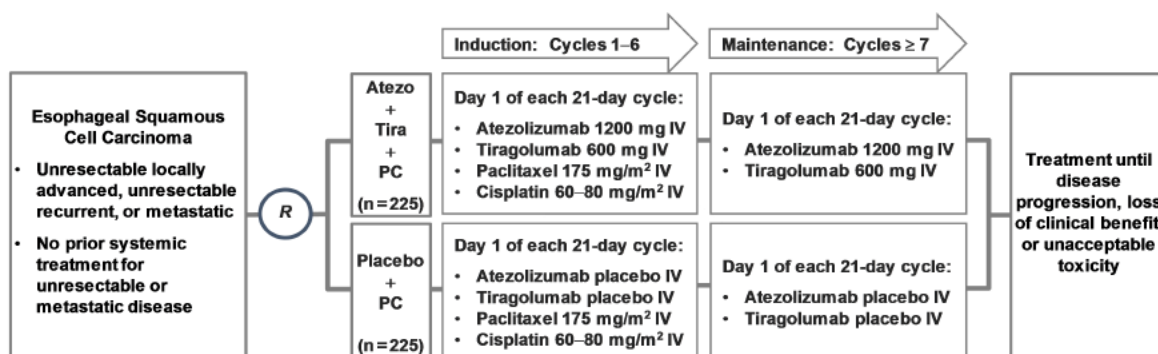 Induction: Cycles 1–6
Maintenance: Cycles ≥ 7
Esophageal Squamous
Cell Carcinoma
• Unresectable locally
advanced, unresectable
recurrent, or metastatic
• No prior systemic
treatment for
unresectable or
metastatic disease
R
Atezo
+
Tira
+
PC
(n = 225)
Day 1 of each 21-day cycle:
• Atezolizumab 1200 mg IV
• Tiragolumab 600 mg IV
• Paclitaxel 175 mg/m² IV
• Cisplatin 60–80 mg/m² IV
Day 1 of each 21-day cycle:
• Atezolizumab 1200 mg IV
• Tiragolumab 600 mg IV
Placebo
+
PC
(n = 225)
Day 1 of each 21-day cycle:
• Atezolizumab placebo IV
• Tiragolumab placebo IV
• Paclitaxel 175 mg/m² IV
• Cisplatin 60–80 mg/m² IV
Day 1 of each 21-day cycle:
• Atezolizumab placebo IV
• Tiragolumab placebo IV
Treatment until
disease
progression, loss
of clinical benefit
or unacceptable
toxicity